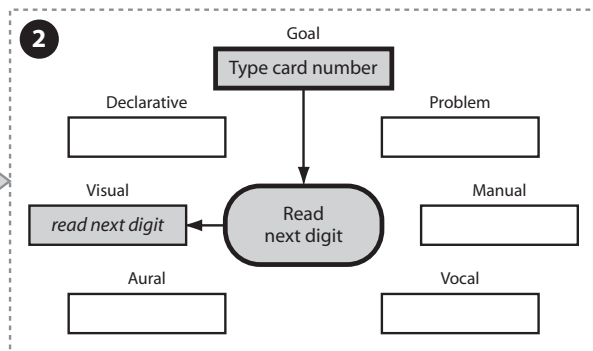 2
Goal
Type card number
Declarative
Problem
Visual
Manual
read next digit
Read
next digit
Aural
Vocal